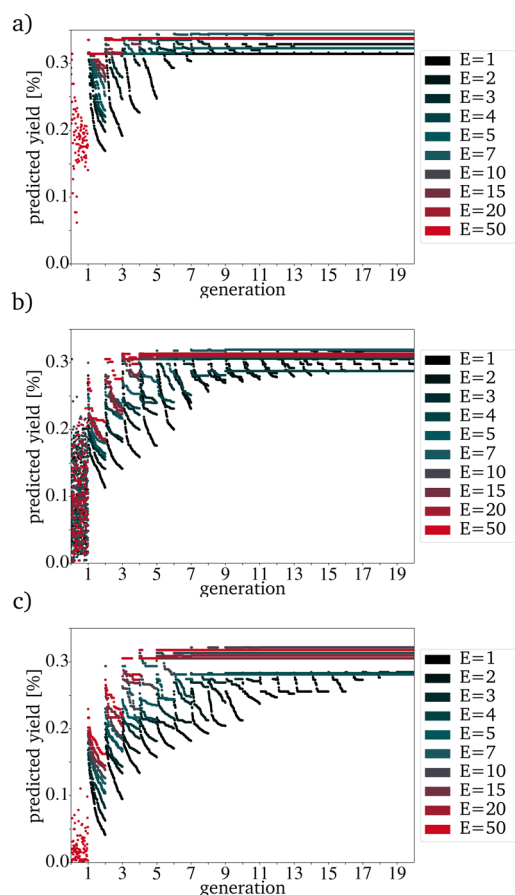 a)
predicted yield [%]
0.3
0.2
0.1
0.0
1 3 5 7 9 11 13 15 17 19
generation
E=1
E=2
E=3
E=4
E=5
E=7
E=10
E=15
E=20
E=50
b)
predicted yield [%]
0.3
0.2
0.1
0.0
1 3 5 7 9 11 13 15 17 19
generation
E=1
E=2
E=3
E=4
E=5
E=7
E=10
E=15
E=20
E=50
c)
predicted yield [%]
0.3
0.2
0.1
0.0
1 3 5 7 9 11 13 15 17 19
generation
E=1
E=2
E=3
E=4
E=5
E=7
E=10
E=15
E=20
E=50